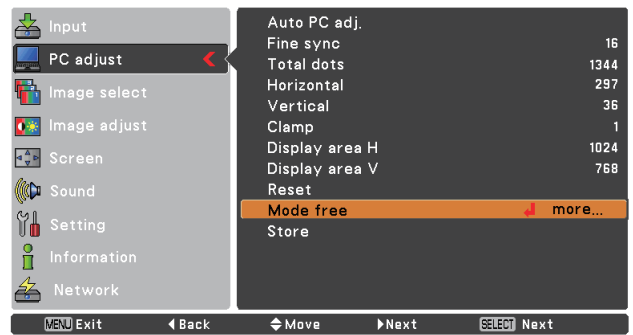 Input
PC adjust
Image select
Image adjust
Screen
Sound
Setting
Information
Network
Auto PC adj.
Fine sync 16
Total dots 1344
Horizontal 297
Vertical 36
Clamp 1
Display area H 1024
Display area V 768
Reset
Mode free more...
Store
MENU Exit Back Move Next SELECT Next